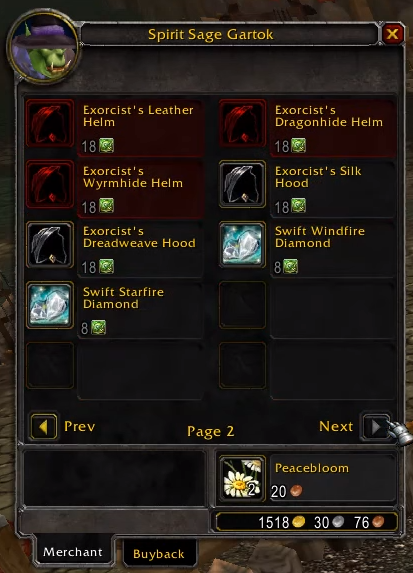 Spirit Sage Gartok
Exorcist's Leather
Helm
18
Exorcist's
Dragonhide Helm
18
Exorcist's
Wyrmhide Helm
18
Exorcist's Silk
Hood
18
Exorcist's
Dreadweave Hood
18
Swift Windfire
Diamond
8
Swift Starfire
Diamond
8
Prev
Page 2
Next
2
Peacebloom
20
1518 30 76
Merchant
Buyback